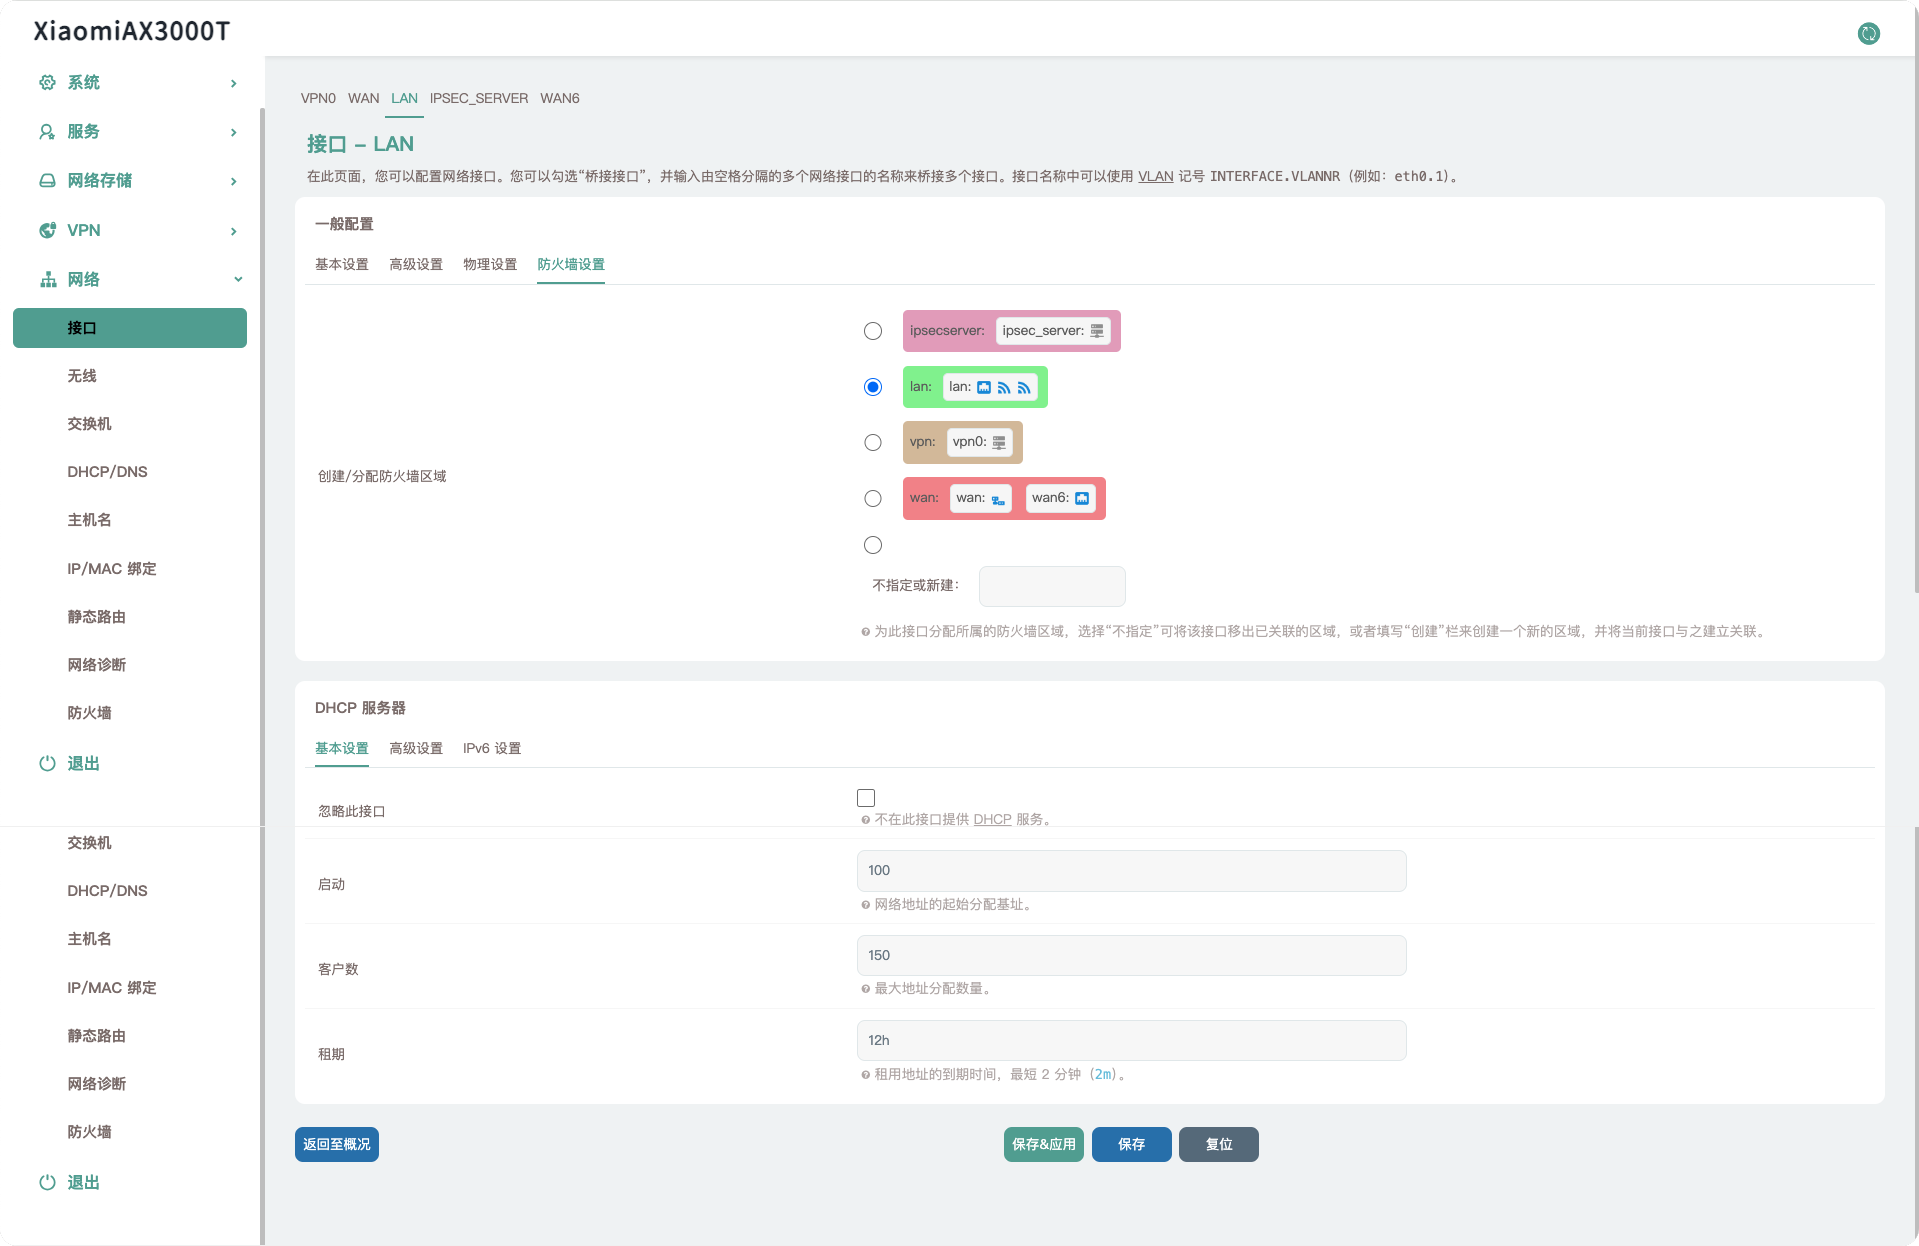 XiaomiAX3000T
系统
服务
网络存储
VPN
网络
接口
无线
交换机
DHCP/DNS
主机名
IP/MAC 绑定
静态路由
网络诊断
防火墙
退出
交换机
DHCP/DNS
主机名
IP/MAC 绑定
静态路由
网络诊断
防火墙
退出
VPN0 WAN LAN IPSEC_SERVER WAN6
接口 – LAN
在此页面，您可以配置网络接口。您可以勾选“桥接接口”，并输入由空格分隔的多个网络接口的名称来桥接多个接口。接口名称中可以使用 VLAN 记号 INTERFACE.VLANNR（例如：eth0.1）。
一般配置
基本设置 高级设置 物理设置 防火墙设置
创建/分配防火墙区域
ipsecserver: ipsec_server:
lan: lan:
vpn: vpn0:
wan: wan: wan6:
不指定或新建：
为此接口分配所属的防火墙区域，选择“不指定”可将该接口移出已关联的区域，或者填写“创建”栏来创建一个新的区域，并将当前接口与之建立关联。
DHCP 服务器
基本设置 高级设置 IPv6 设置
忽略此接口
不在此接口提供 DHCP 服务。
启动
100
网络地址的起始分配基址。
客户数
150
最大地址分配数量。
租期
12h
租用地址的到期时间，最短 2 分钟（2m）。
返回至概况 保存&应用 保存 复位